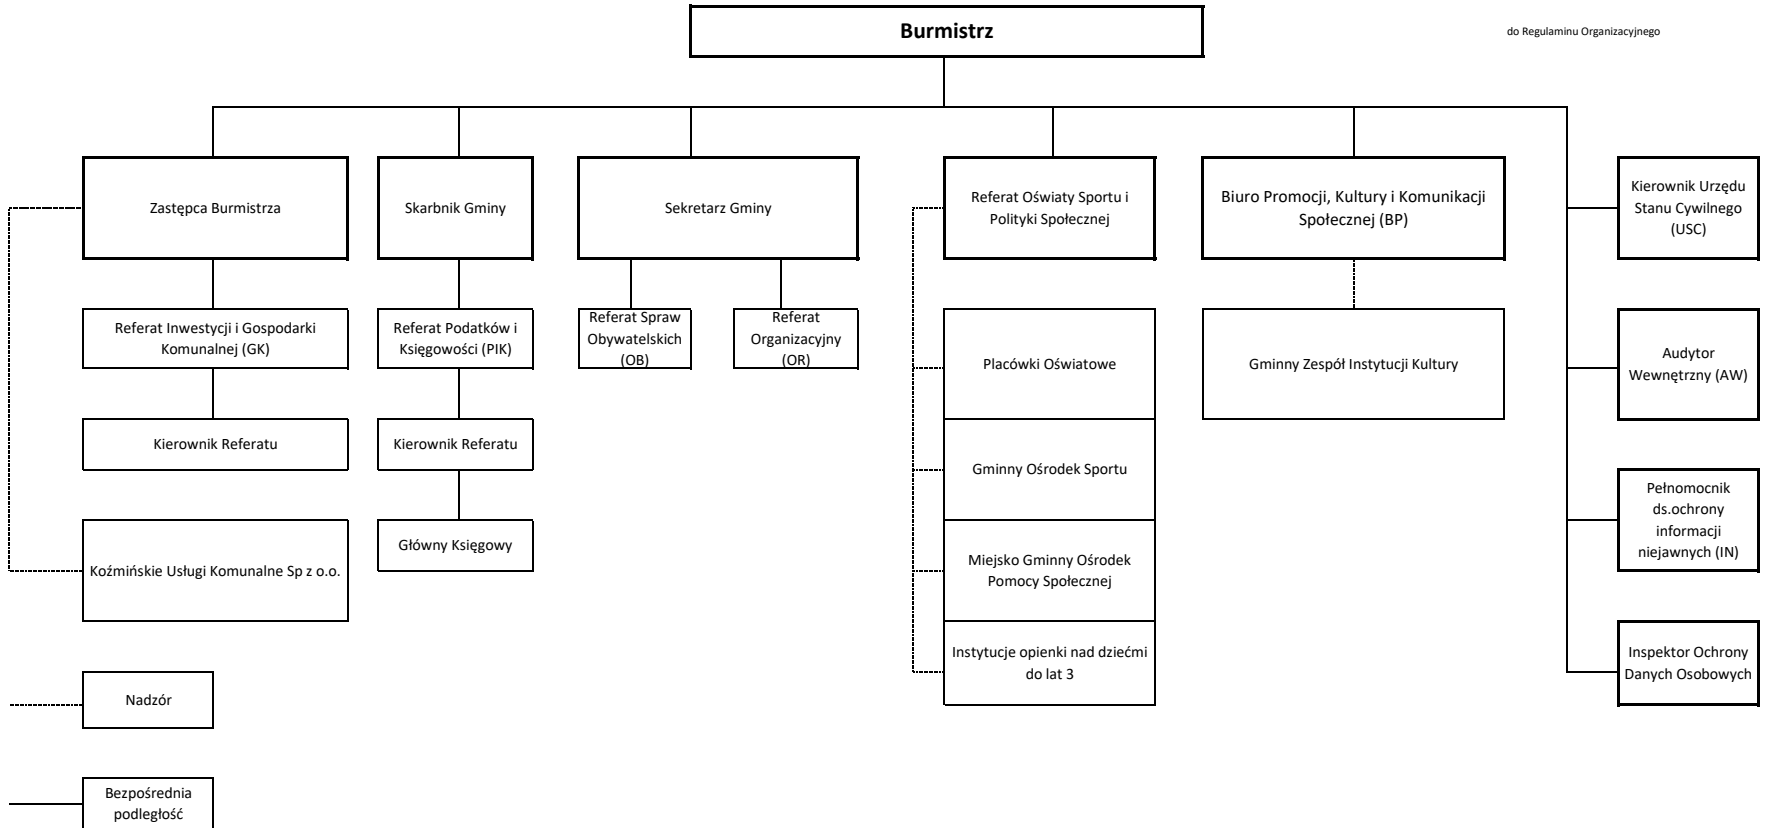 Burmistrz
do Regulaminu Organizacyjnego
Zastępca Burmistrza
Skarbnik Gminy
Sekretarz Gminy
Referat Oświaty Sportu i
Polityki Społecznej
Biuro Promocji, Kultury i Komunikacji
Społecznej (BP)
Kierownik Urzędu
Stanu Cywilnego
(USC)
Referat Inwestycji i Gospodarki
Komunalnej (GK)
Referat Podatków i
Księgowości (PIK)
Referat Spraw
Obywatelskich
(OB)
Referat
Organizacyjny
(OR)
Placówki Oświatowe
Gminny Zespół Instytucji Kultury
Audytor
Wewnętrzny (AW)
Kierownik Referatu
Kierownik Referatu
Gminny Ośrodek Sportu
Pełnomocnik
ds.ochrony
informacji
niejawnych (IN)
Koźmińskie Usługi Komunalne Sp z o.o.
Główny Księgowy
Miejsko Gminny Ośrodek
Pomocy Społecznej
Instytucje opienki nad dziećmi
do lat 3
Inspektor Ochrony
Danych Osobowych
Nadzór
Bezpośrednia
podległość